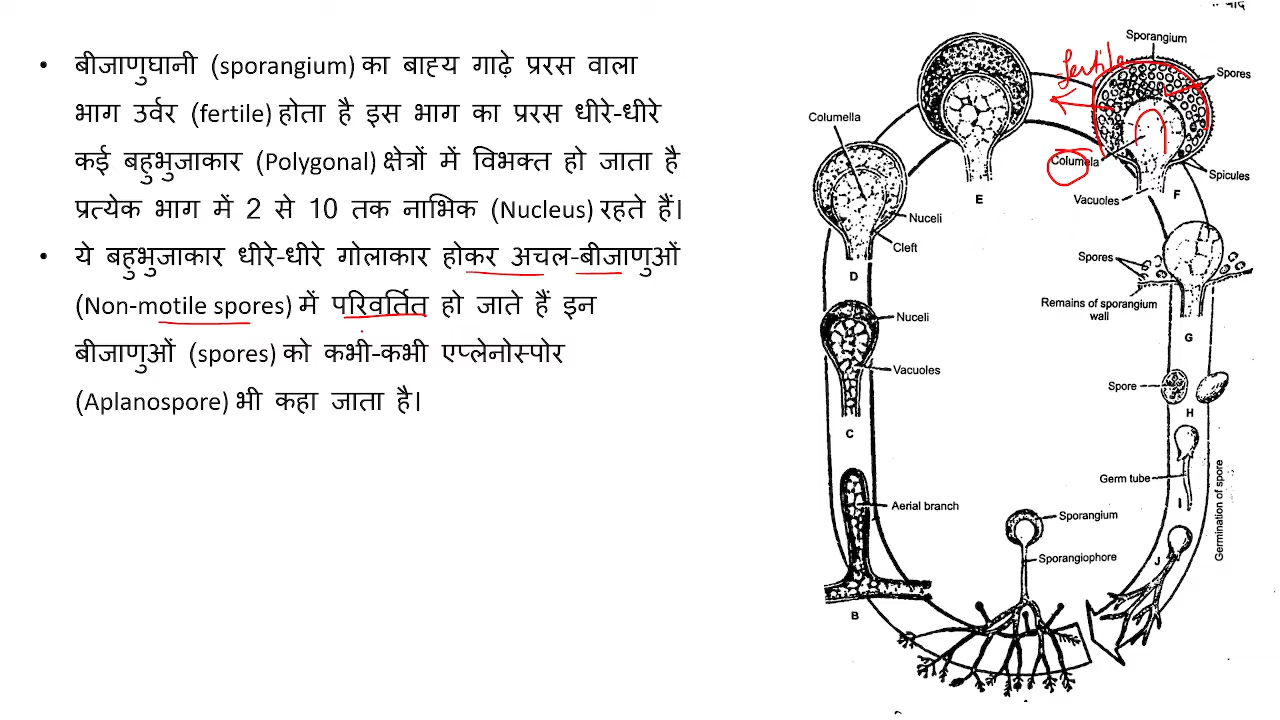 • बीजाणुघानी (sporangium) का बाह्य गाढ़े प्ररस वाला
भाग उर्वर (fertile) होता है इस भाग का प्ररस धीरे-धीरे
कई बहुभुजाकार (Polygonal) क्षेत्रों में विभक्त हो जाता है
प्रत्येक भाग में 2 से 10 तक नाभिक (Nucleus) रहते हैं।
• ये बहुभुजाकार धीरे-धीरे गोलाकार होकर अचल-बीजाणुओं
(Non-motile spores) में परिवर्तित हो जाते हैं इन
बीजाणुओं (spores) को कभी-कभी एप्लेनोस्पोर
(Aplanospore) भी कहा जाता है।
Sporangium
fertile
Spores
Columella
Columela
Spicules
Vacuoles
E
F
Nuceli
Cleft
D
Spores
Remains of sporangium
wall
G
Nuceli
Vacuoles
C
Spore
H
Germ tube
I
Germination of spore
Aerial branch
Sporangium
Sporangiophore
J
B